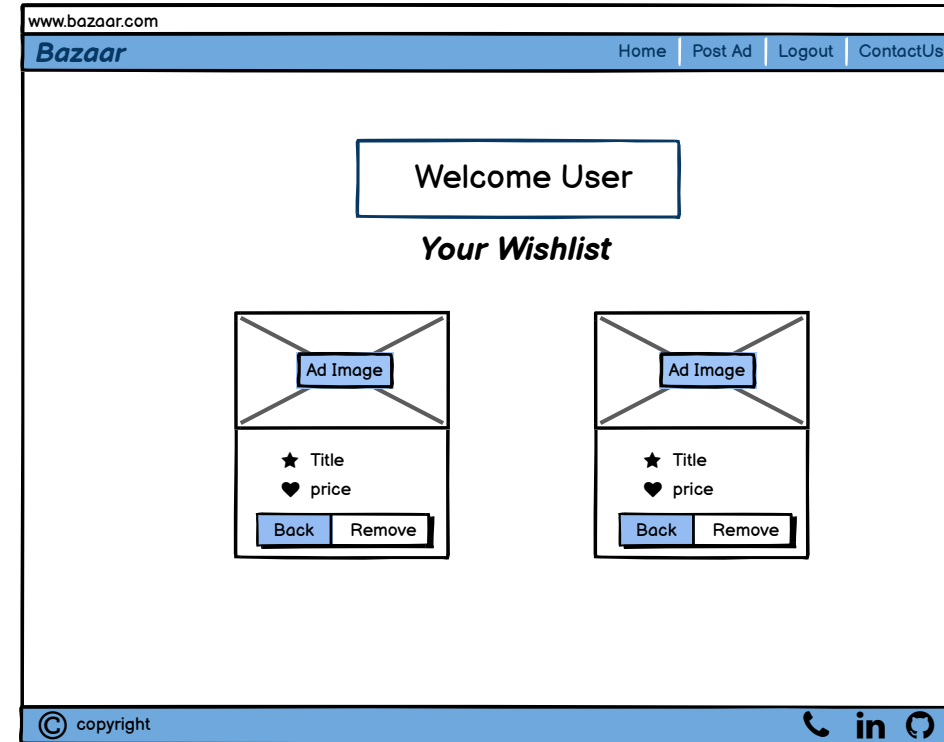 www.bazaar.com
Bazaar Home Post Ad Logout ContactUs
Welcome User
Your Wishlist
Ad Image Ad Image
Title Title
price price
Back Remove Back Remove
© copyright in